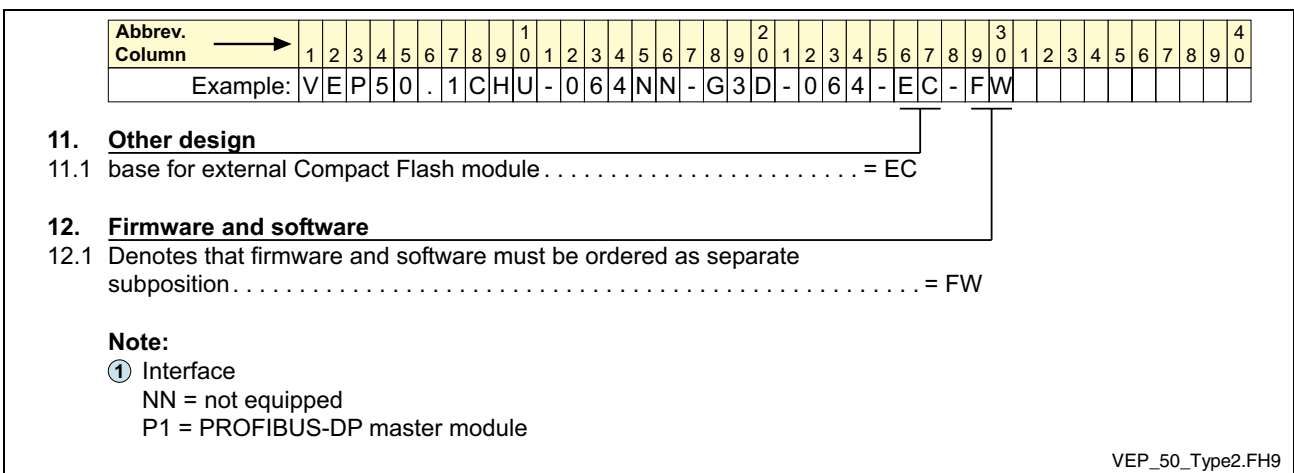 Abbrev. 1 2 3 4
Column 1 2 3 4 5 6 7 8 9 0 1 2 3 4 5 6 7 8 9 0 1 2 3 4 5 6 7 8 9 0 1 2 3 4 5 6 7 8 9 0
Example: V E P 5 0 . 1 C H U - 0 6 4 N N - G 3 D - 0 6 4 - E C - F W
11. Other design
11.1 base for external Compact Flash module . . . . . . . . . . . . . . . . . . . . . . . . = EC
12. Firmware and software
12.1 Denotes that firmware and software must be ordered as separate
subposition . . . . . . . . . . . . . . . . . . . . . . . . . . . . . . . . . . . . . . . . . . . . . . . . . . . . = FW
Note:
1 Interface
NN = not equipped
P1 = PROFIBUS-DP master module
VEP_50_Type2.FH9